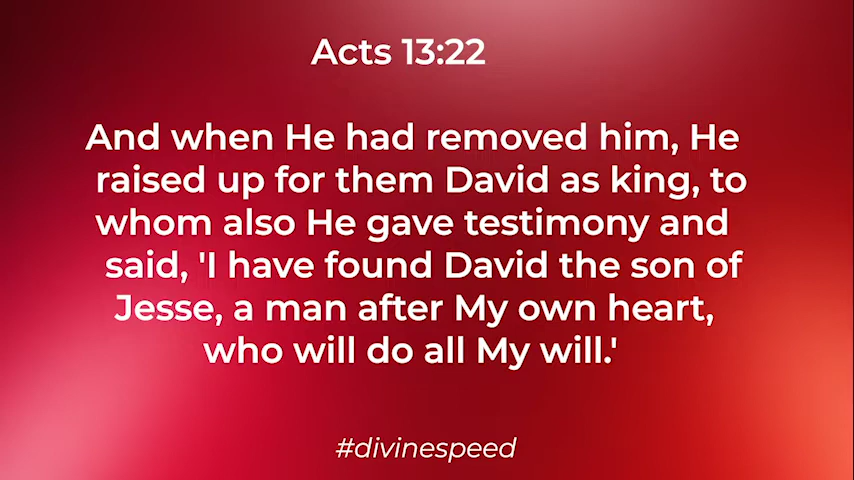 Acts 13:22
And when He had removed him, He
raised up for them David as king, to
whom also He gave testimony and
said, 'I have found David the son of
Jesse, a man after My own heart,
who will do all My will.'
#divinespeed